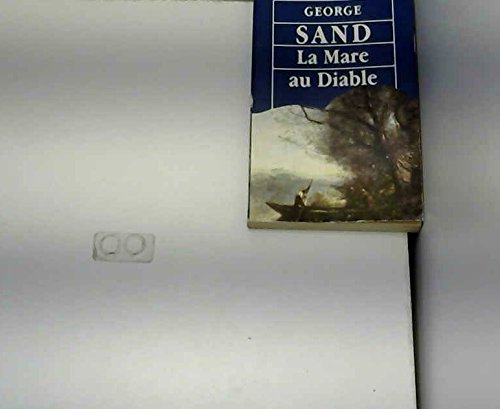 GEORGE
SAND
La Mare
au Diable